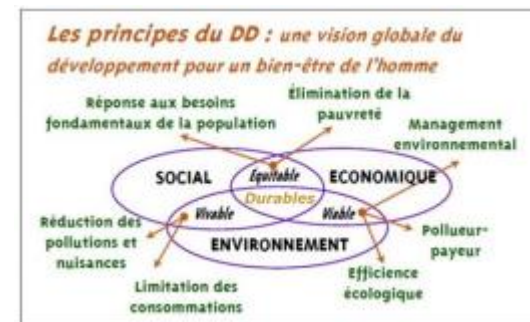 Les principes du DD : une vision globale du
développement pour un bien-être de l'homme
Réponse aux besoins
fondamentaux de la population
Élimination de la
pauvreté
Management
environnemental
SOCIAL
Equitable
ECONOMIQUE
Durables
Vivable
Viable
ENVIRONNEMENT
Réduction des
pollutions et
nuisances
Pollueur-
payeur
Limitation des
consommations
Efficience
écologique